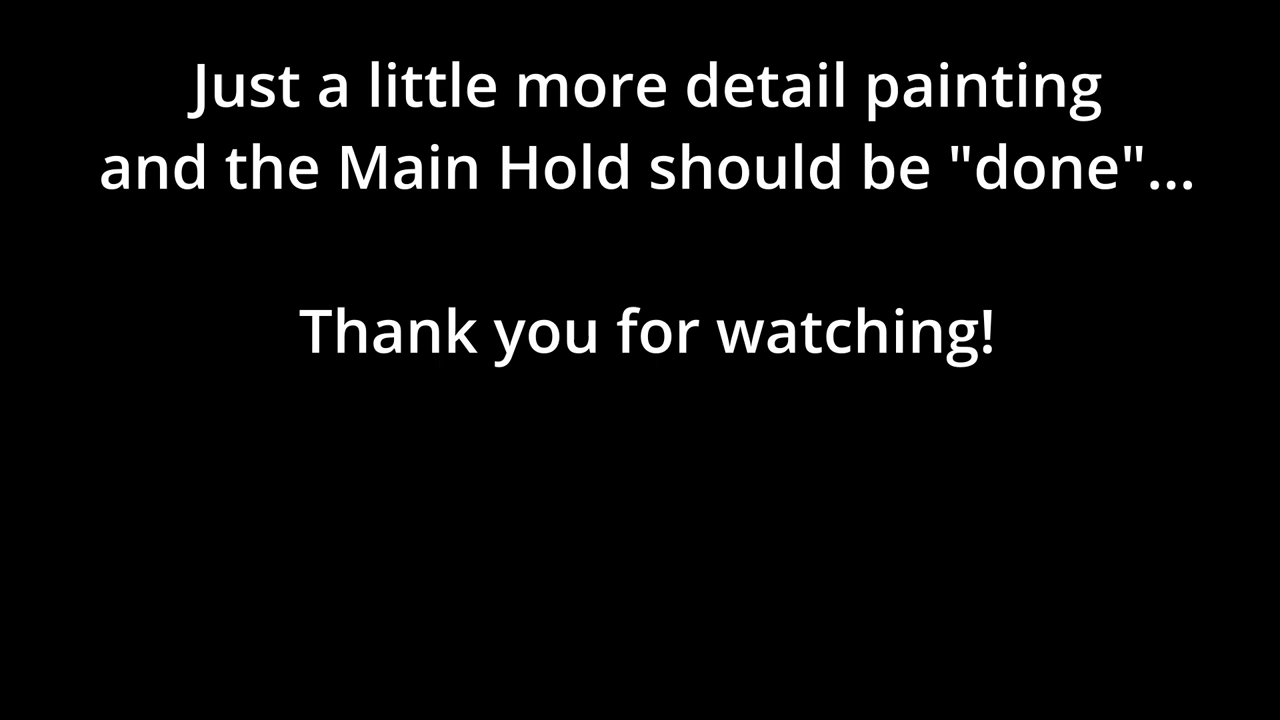 Just a little more detail painting
and the Main Hold should be "done"...
Thank you for watching!